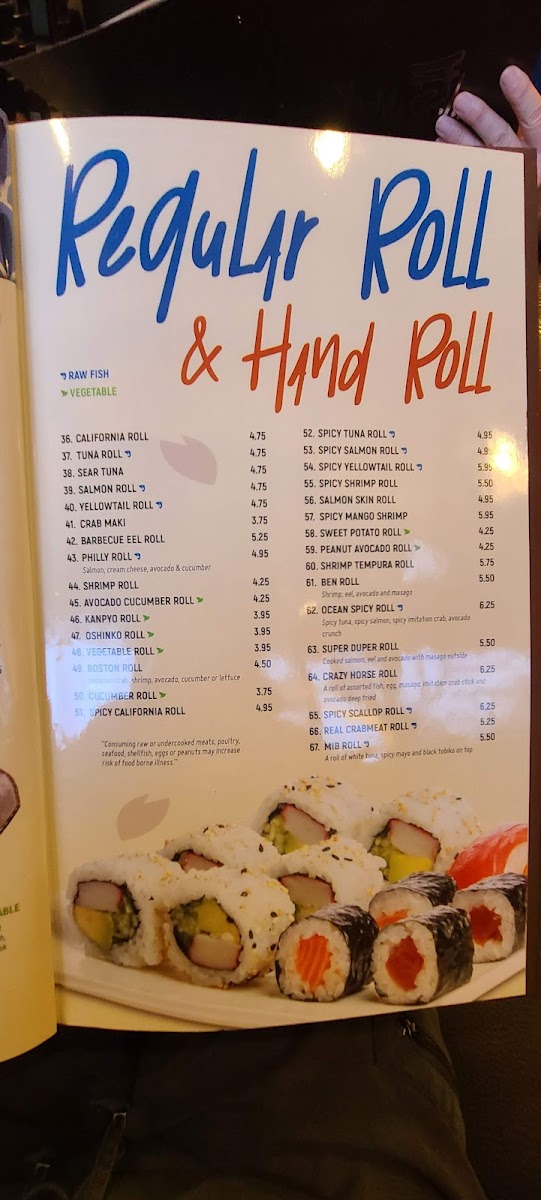 Regular Roll
& Hand Roll
RAW FISH
VEGETABLE
36. CALIFORNIA ROLL 4.75
37. TUNA ROLL 4.75
38. SEAR TUNA 4.75
39. SALMON ROLL 4.75
40. YELLOWTAIL ROLL 4.75
41. CRAB MAKI 3.75
42. BARBECUE EEL ROLL 5.25
43. PHILLY ROLL 4.95
Salmon, cream cheese, avocado & cucumber
44. SHRIMP ROLL 4.25
45. AVOCADO CUCUMBER ROLL 4.25
46. KANPYO ROLL 3.95
47. OSHINKO ROLL 3.95
48. VEGETABLE ROLL 3.95
49. BOSTON ROLL 4.50
shrimp, avocado, cucumber or lettuce
50. CUCUMBER ROLL 3.75
51. SPICY CALIFORNIA ROLL 4.95
"Consuming raw or undercooked meats, poultry,
seafood, shellfish, eggs or peanuts may increase
risk of food borne illness."
52. SPICY TUNA ROLL 4.95
53. SPICY SALMON ROLL 4.95
54. SPICY YELLOWTAIL ROLL 5.95
55. SPICY SHRIMP ROLL 5.50
56. SALMON SKIN ROLL 4.95
57. SPICY MANGO SHRIMP 5.95
58. SWEET POTATO ROLL 4.25
59. PEANUT AVOCADO ROLL 4.25
60. SHRIMP TEMPURA ROLL 5.75
61. BEN ROLL 5.50
Shrimp, eel, avocado and masago
62. OCEAN SPICY ROLL 6.25
Spicy tuna, spicy salmon, spicy imitation crab, avocado
crunch
63. SUPER DUPER ROLL 5.50
Cooked salmon, eel and avocado with masago outside
64. CRAZY HORSE ROLL 6.25
A roll of assorted fish, egg, masago, imitation crab stick and
avocado deep fried
65. SPICY SCALLOP ROLL 6.25
66. REAL CRABMEAT ROLL 5.25
67. MIB ROLL 5.50
A roll of white tuna, spicy mayo and black tobiko on top